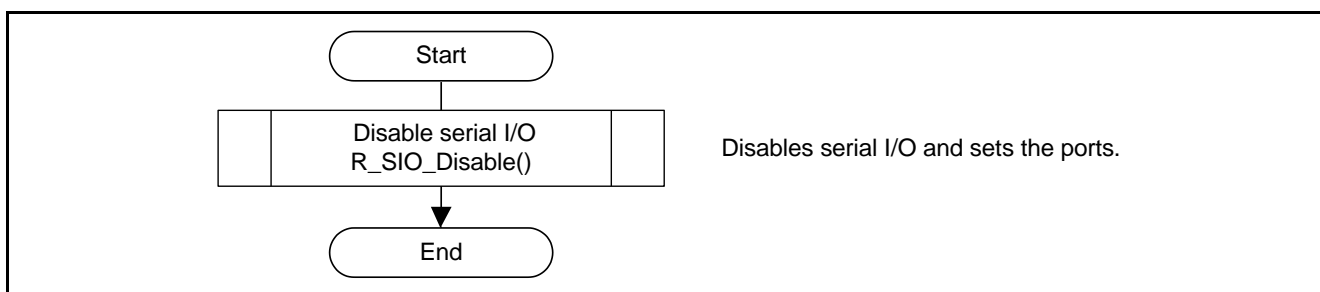 Start
Disable serial I/O
R_SIO_Disable()
Disables serial I/O and sets the ports.
End